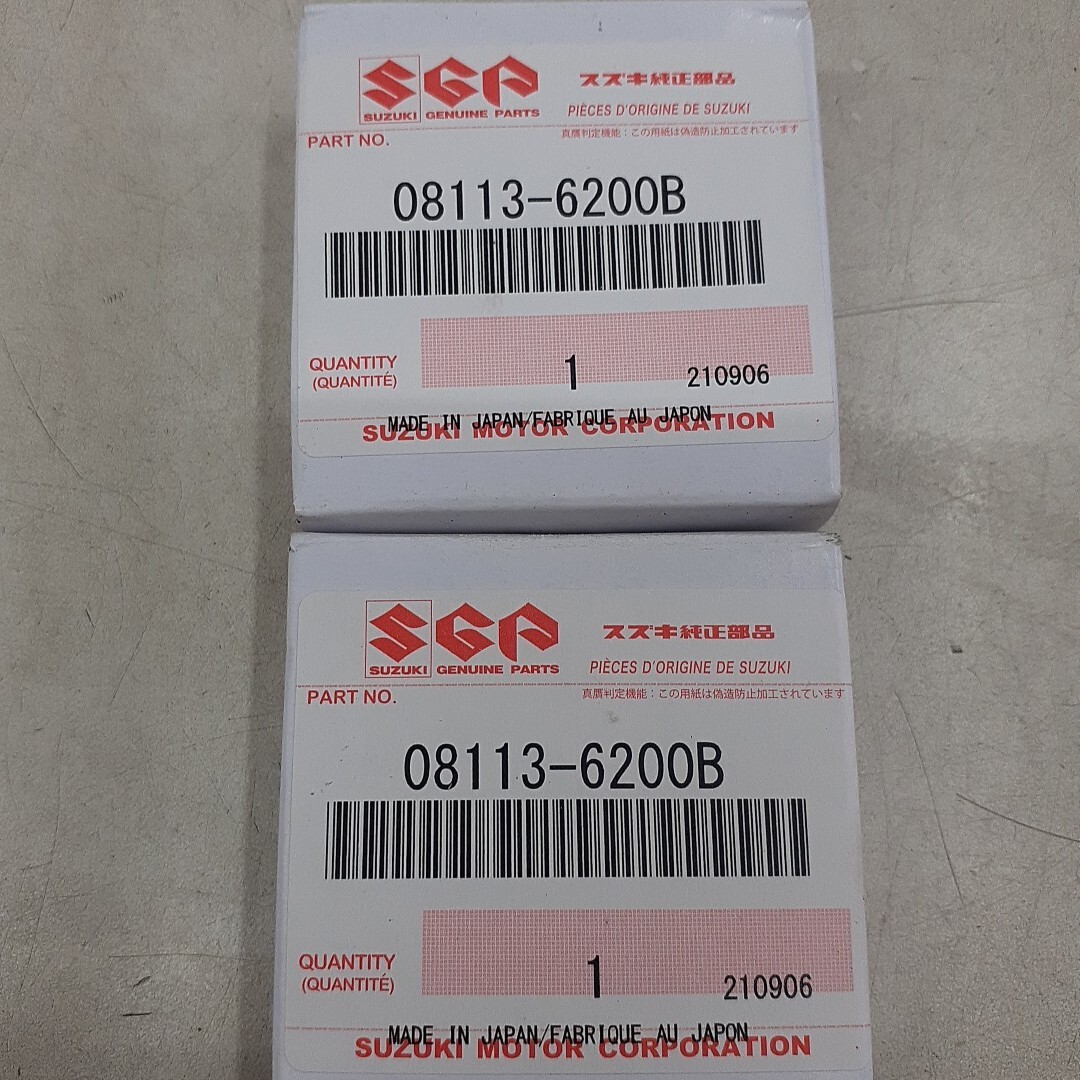 SGP スズキ純正部品
SUZUKI GENUINE PARTS PIÈCES D'ORIGINE DE SUZUKI
PART NO. 真贋判定機能：この用紙は偽造防止加工されています
08113-6200B
QUANTITY
(QUANTITÉ) 1 210906
MADE IN JAPAN/FABRIQUE AU JAPON
SUZUKI MOTOR CORPORATION
SGP スズキ純正部品
SUZUKI GENUINE PARTS PIÈCES D'ORIGINE DE SUZUKI
PART NO. 真贋判定機能：この用紙は偽造防止加工されています
08113-6200B
QUANTITY
(QUANTITÉ) 1 210906
MADE IN JAPAN/FABRIQUE AU JAPON
SUZUKI MOTOR CORPORATION